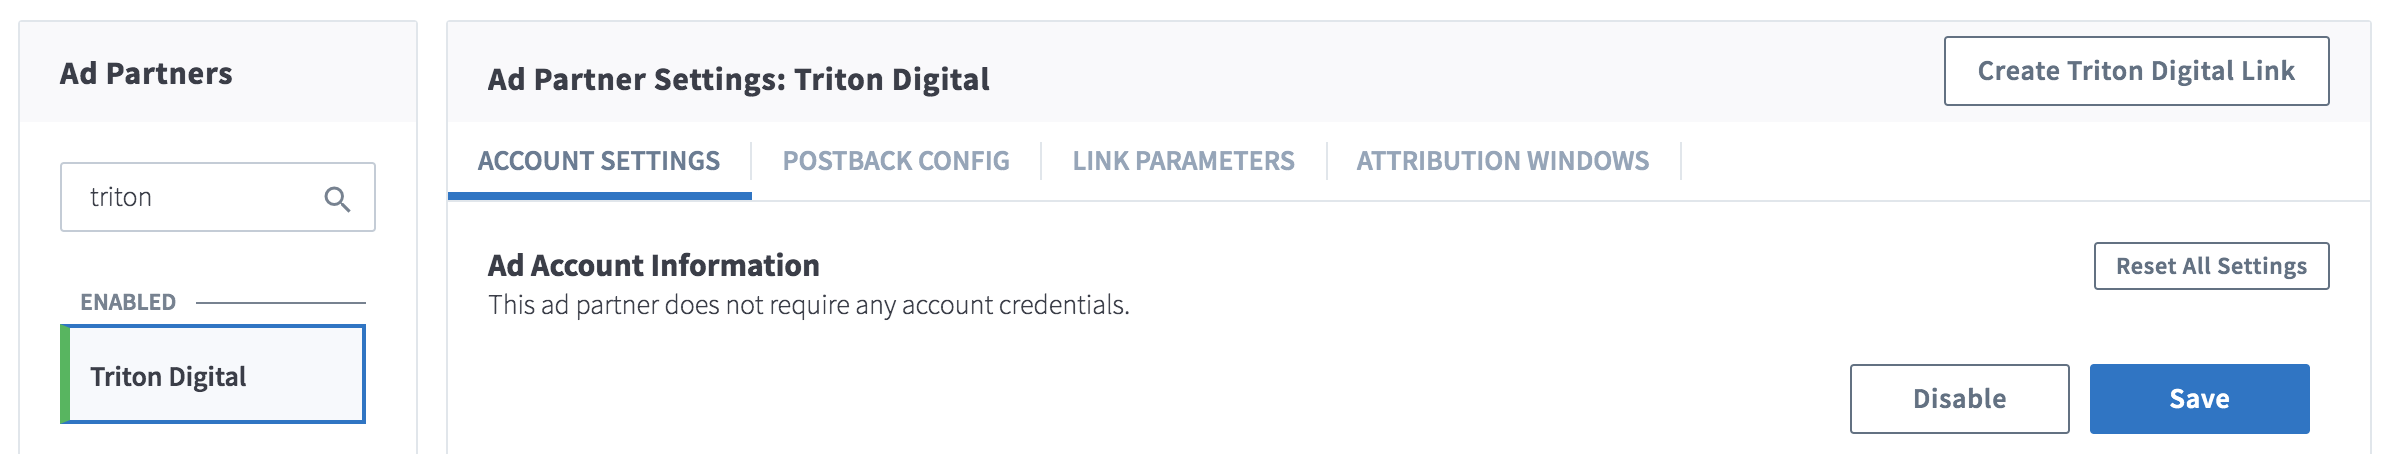 Ad Partners
triton
ENABLED
Triton Digital
Ad Partner Settings: Triton Digital
Create Triton Digital Link
ACCOUNT SETTINGS
POSTBACK CONFIG
LINK PARAMETERS
ATTRIBUTION WINDOWS
Ad Account Information
Reset All Settings
This ad partner does not require any account credentials.
Disable
Save